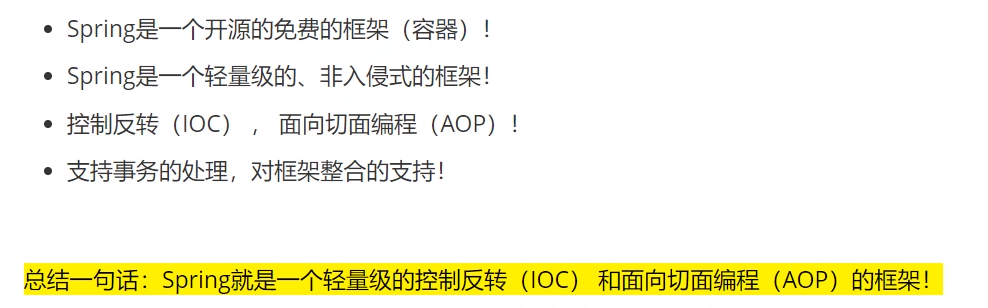 Spring是一个开源的免费的框架（容器）！
Spring是一个轻量级的、非入侵式的框架！
控制反转（IOC） ， 面向切面编程（AOP）！
支持事务的处理，对框架整合的支持！
总结一句话：Spring就是一个轻量级的控制反转（IOC） 和面向切面编程（AOP）的框架！